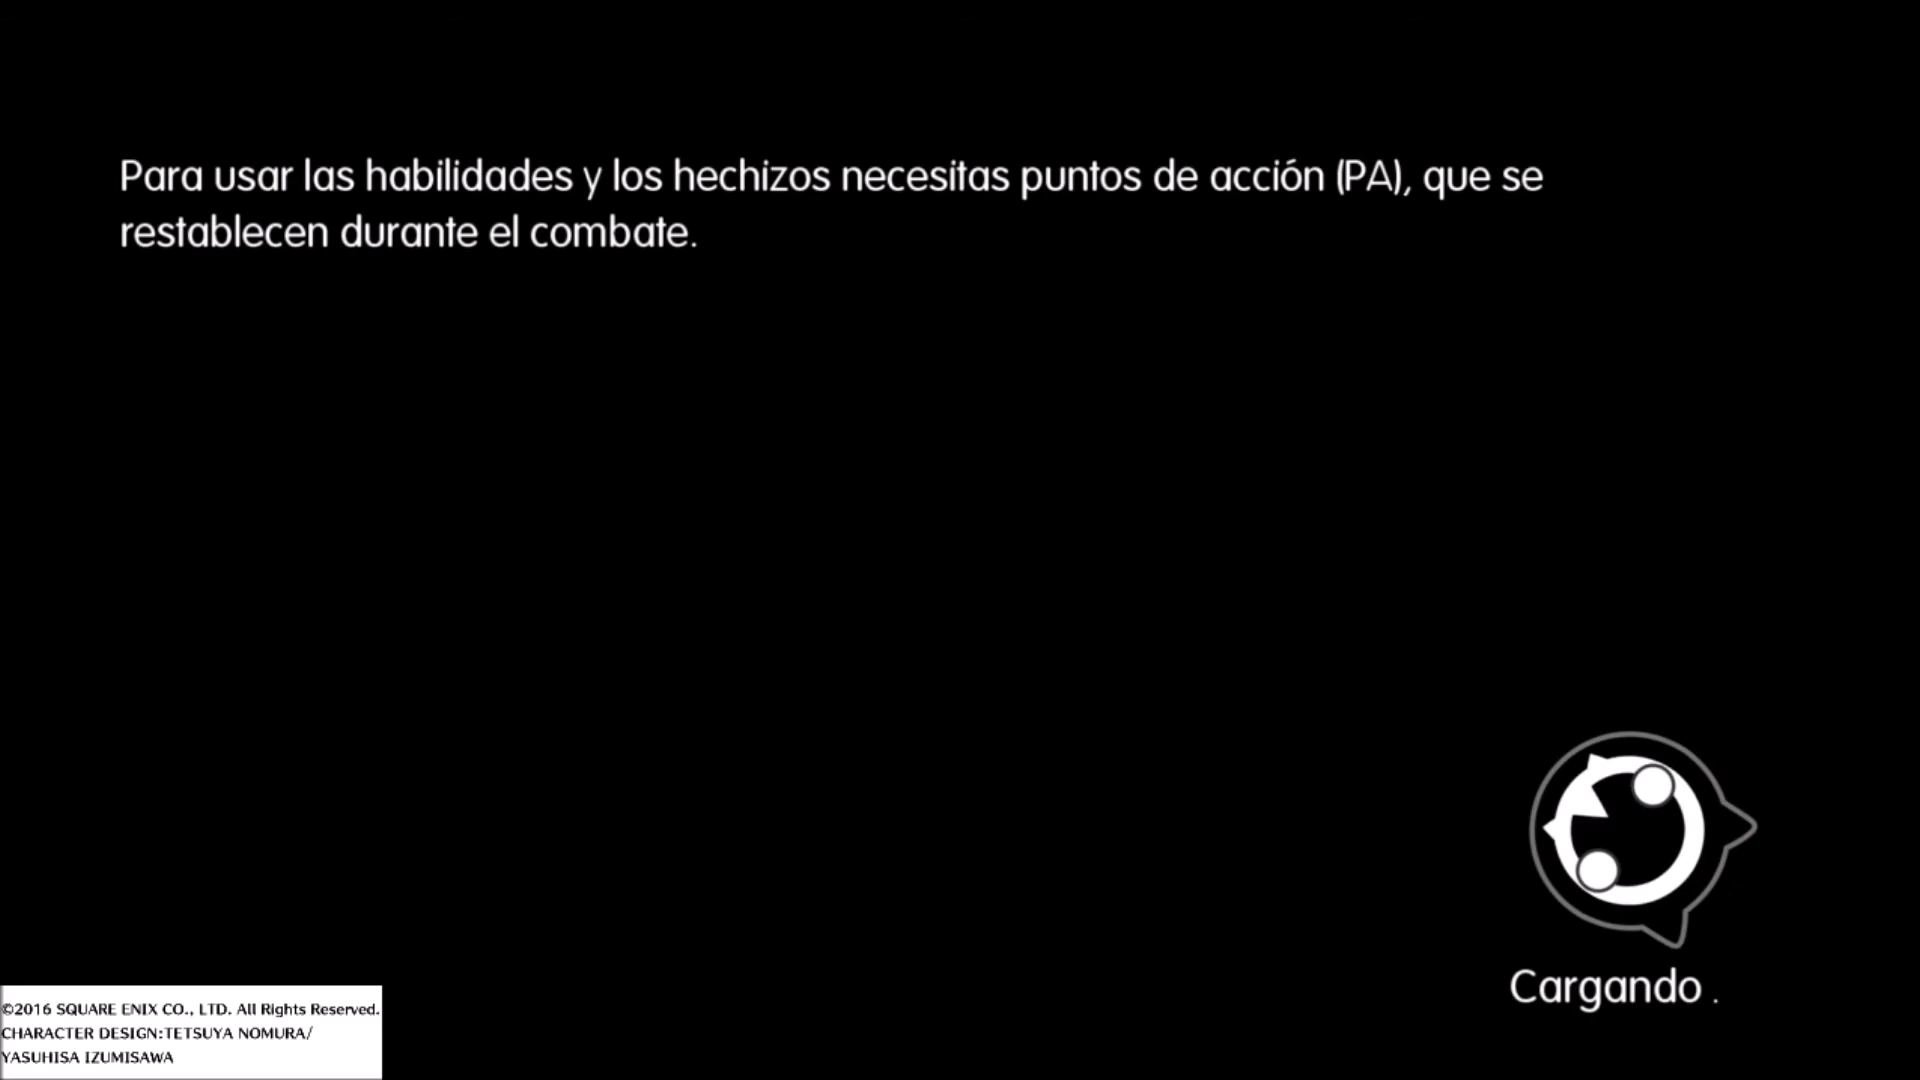 Para usar las habilidades y los hechizos necesitas puntos de acción (PA), que se
restablecen durante el combate.
Cargando .
©2016 SQUARE ENIX CO., LTD. All Rights Reserved.
CHARACTER DESIGN:TETSUYA NOMURA/
YASUHISA IZUMISAWA